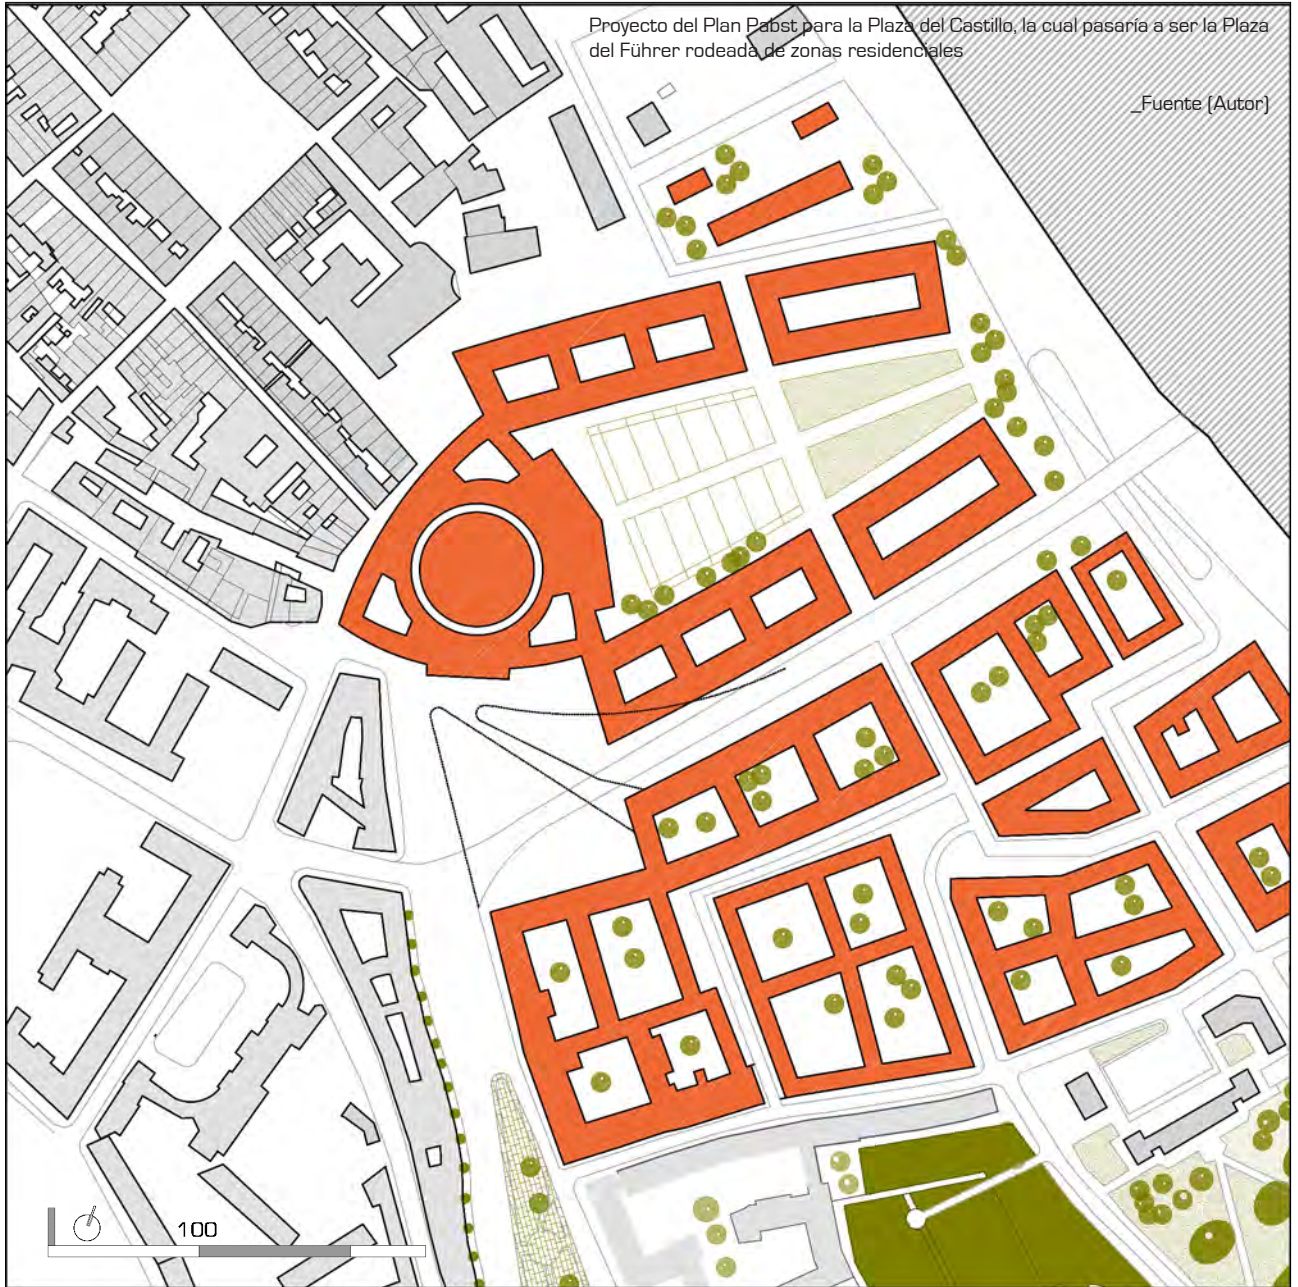 Proyecto del Plan Pabst para la Plaza del Castillo, la cual pasaría a ser la Plaza
del Führer rodeada de zonas residenciales
_Fuente (Autor)
100